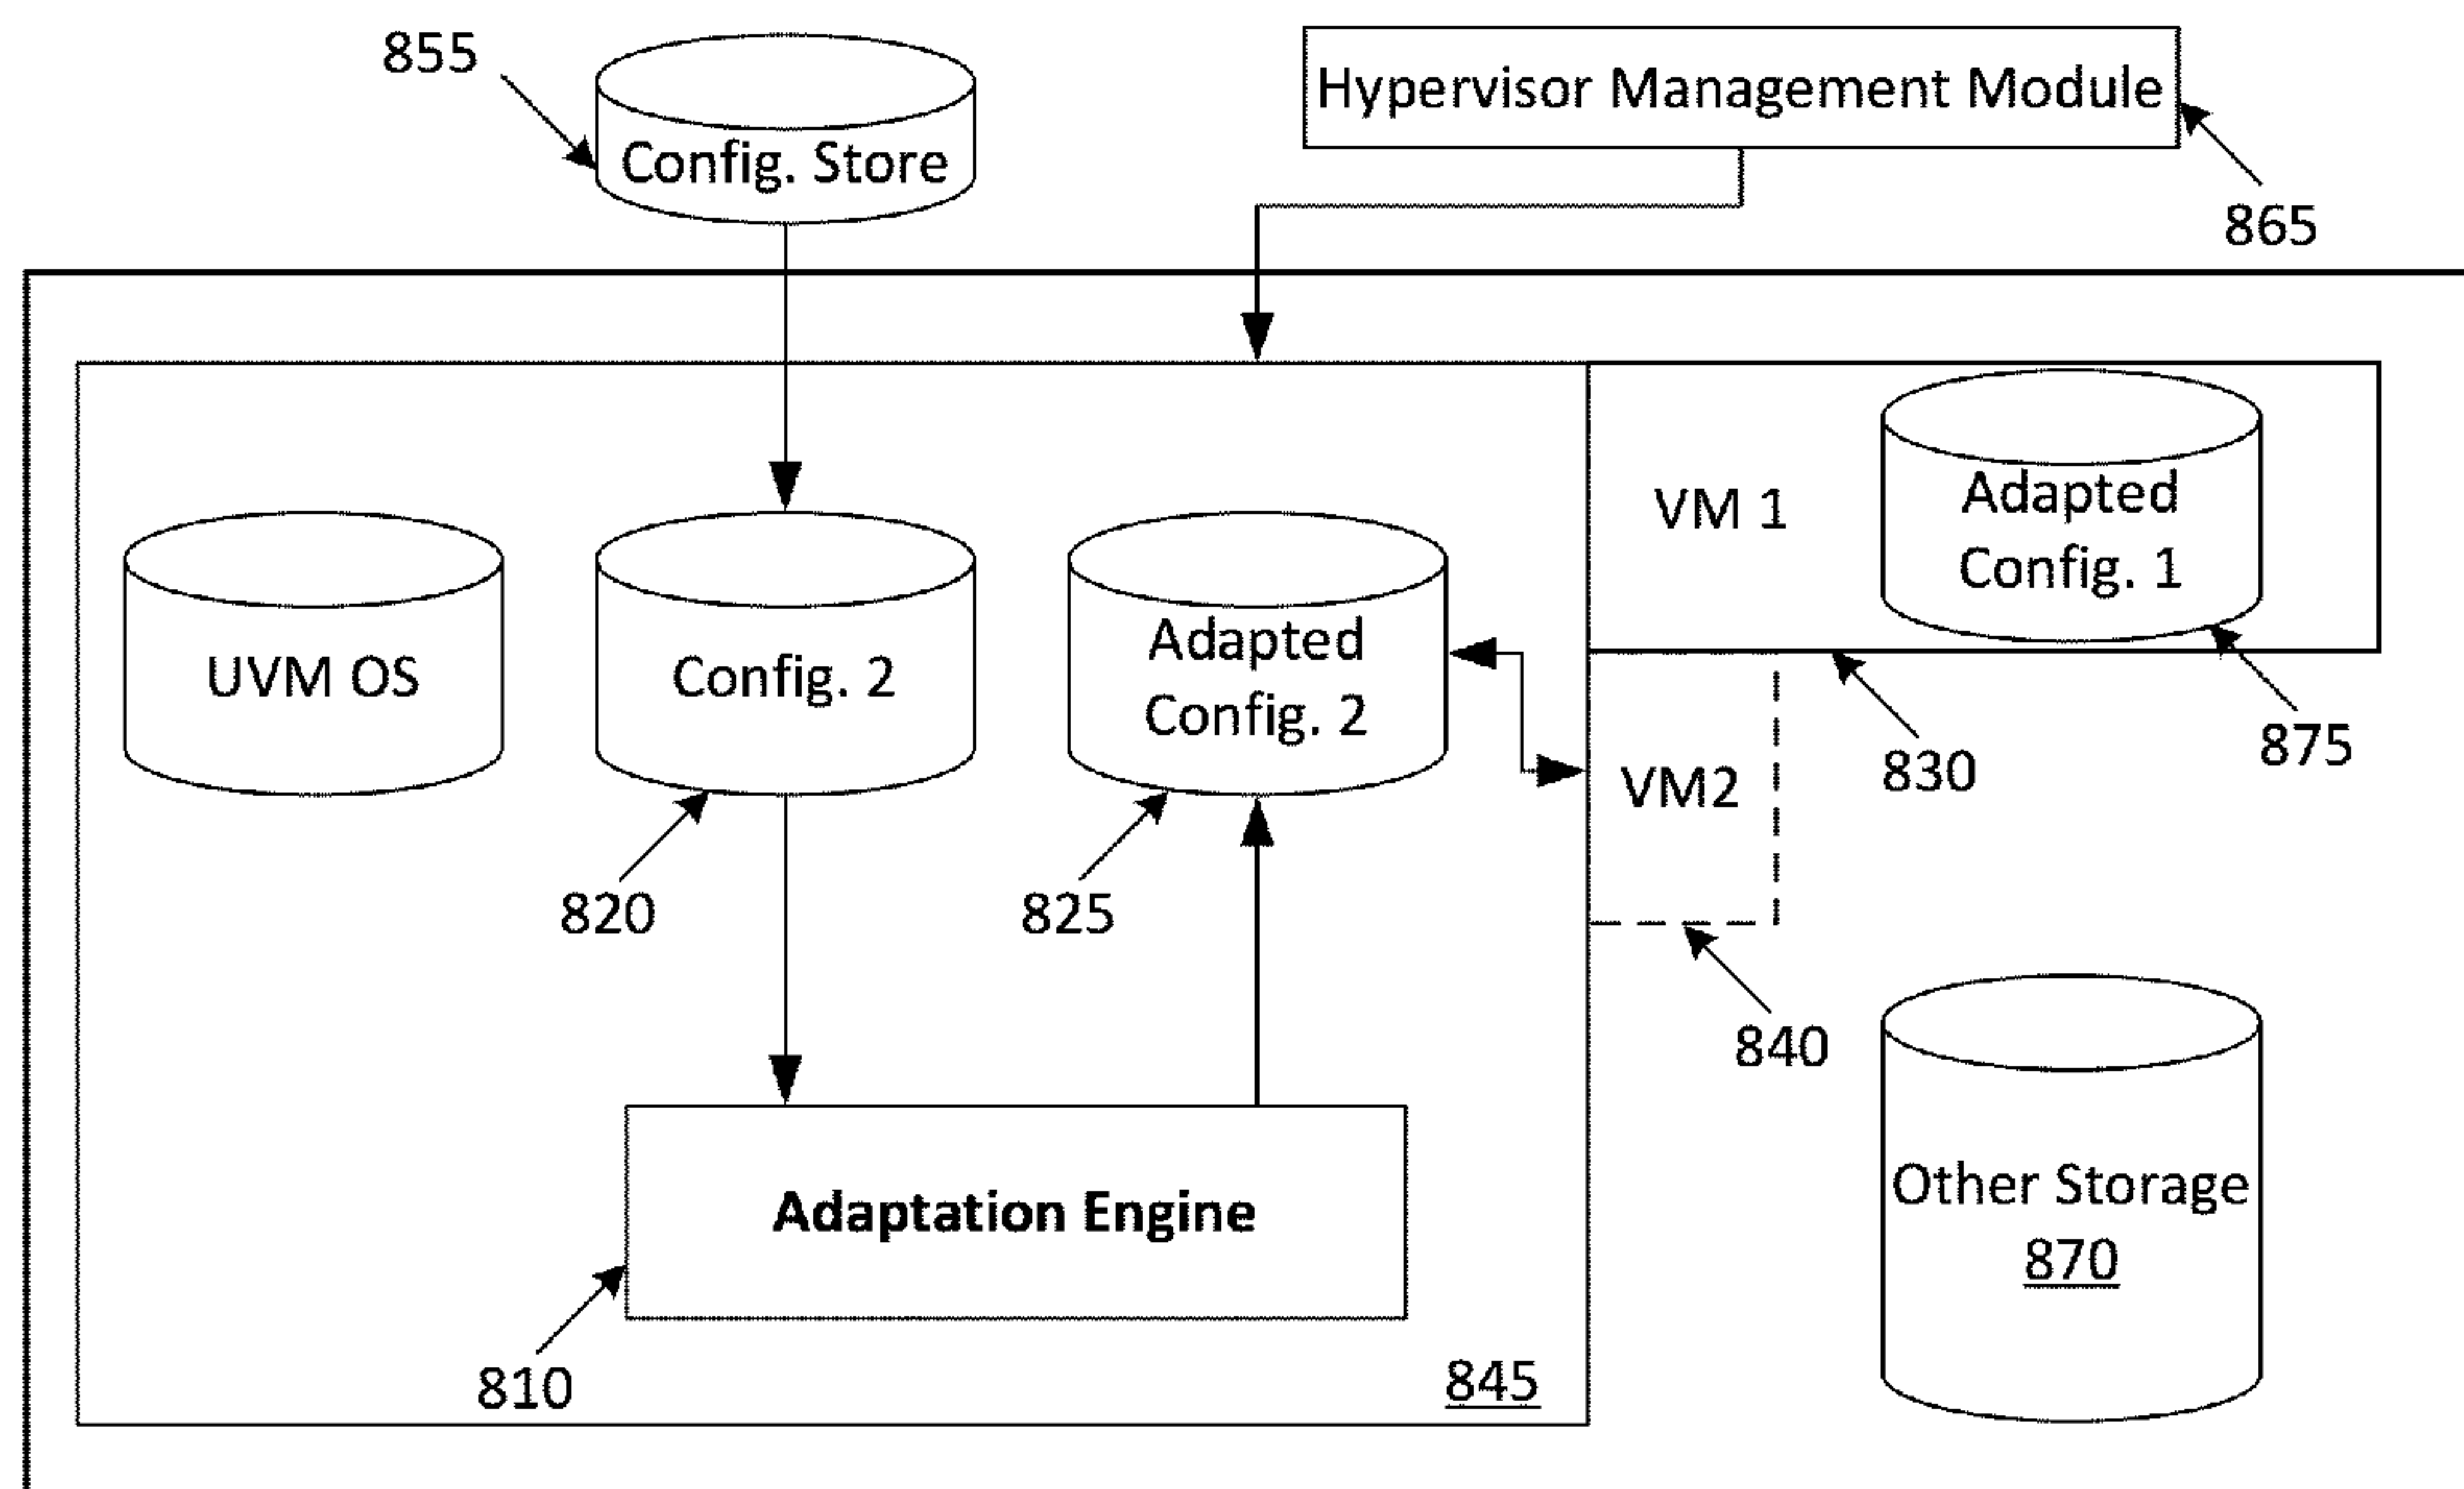 855
Config. Store
Hypervisor Management Module
865
VM 1
Adapted
Config. 1
UVM OS
Config. 2
Adapted
Config. 2
875
830
VM2
820
825
840
Other Storage
870
Adaptation Engine
810
845